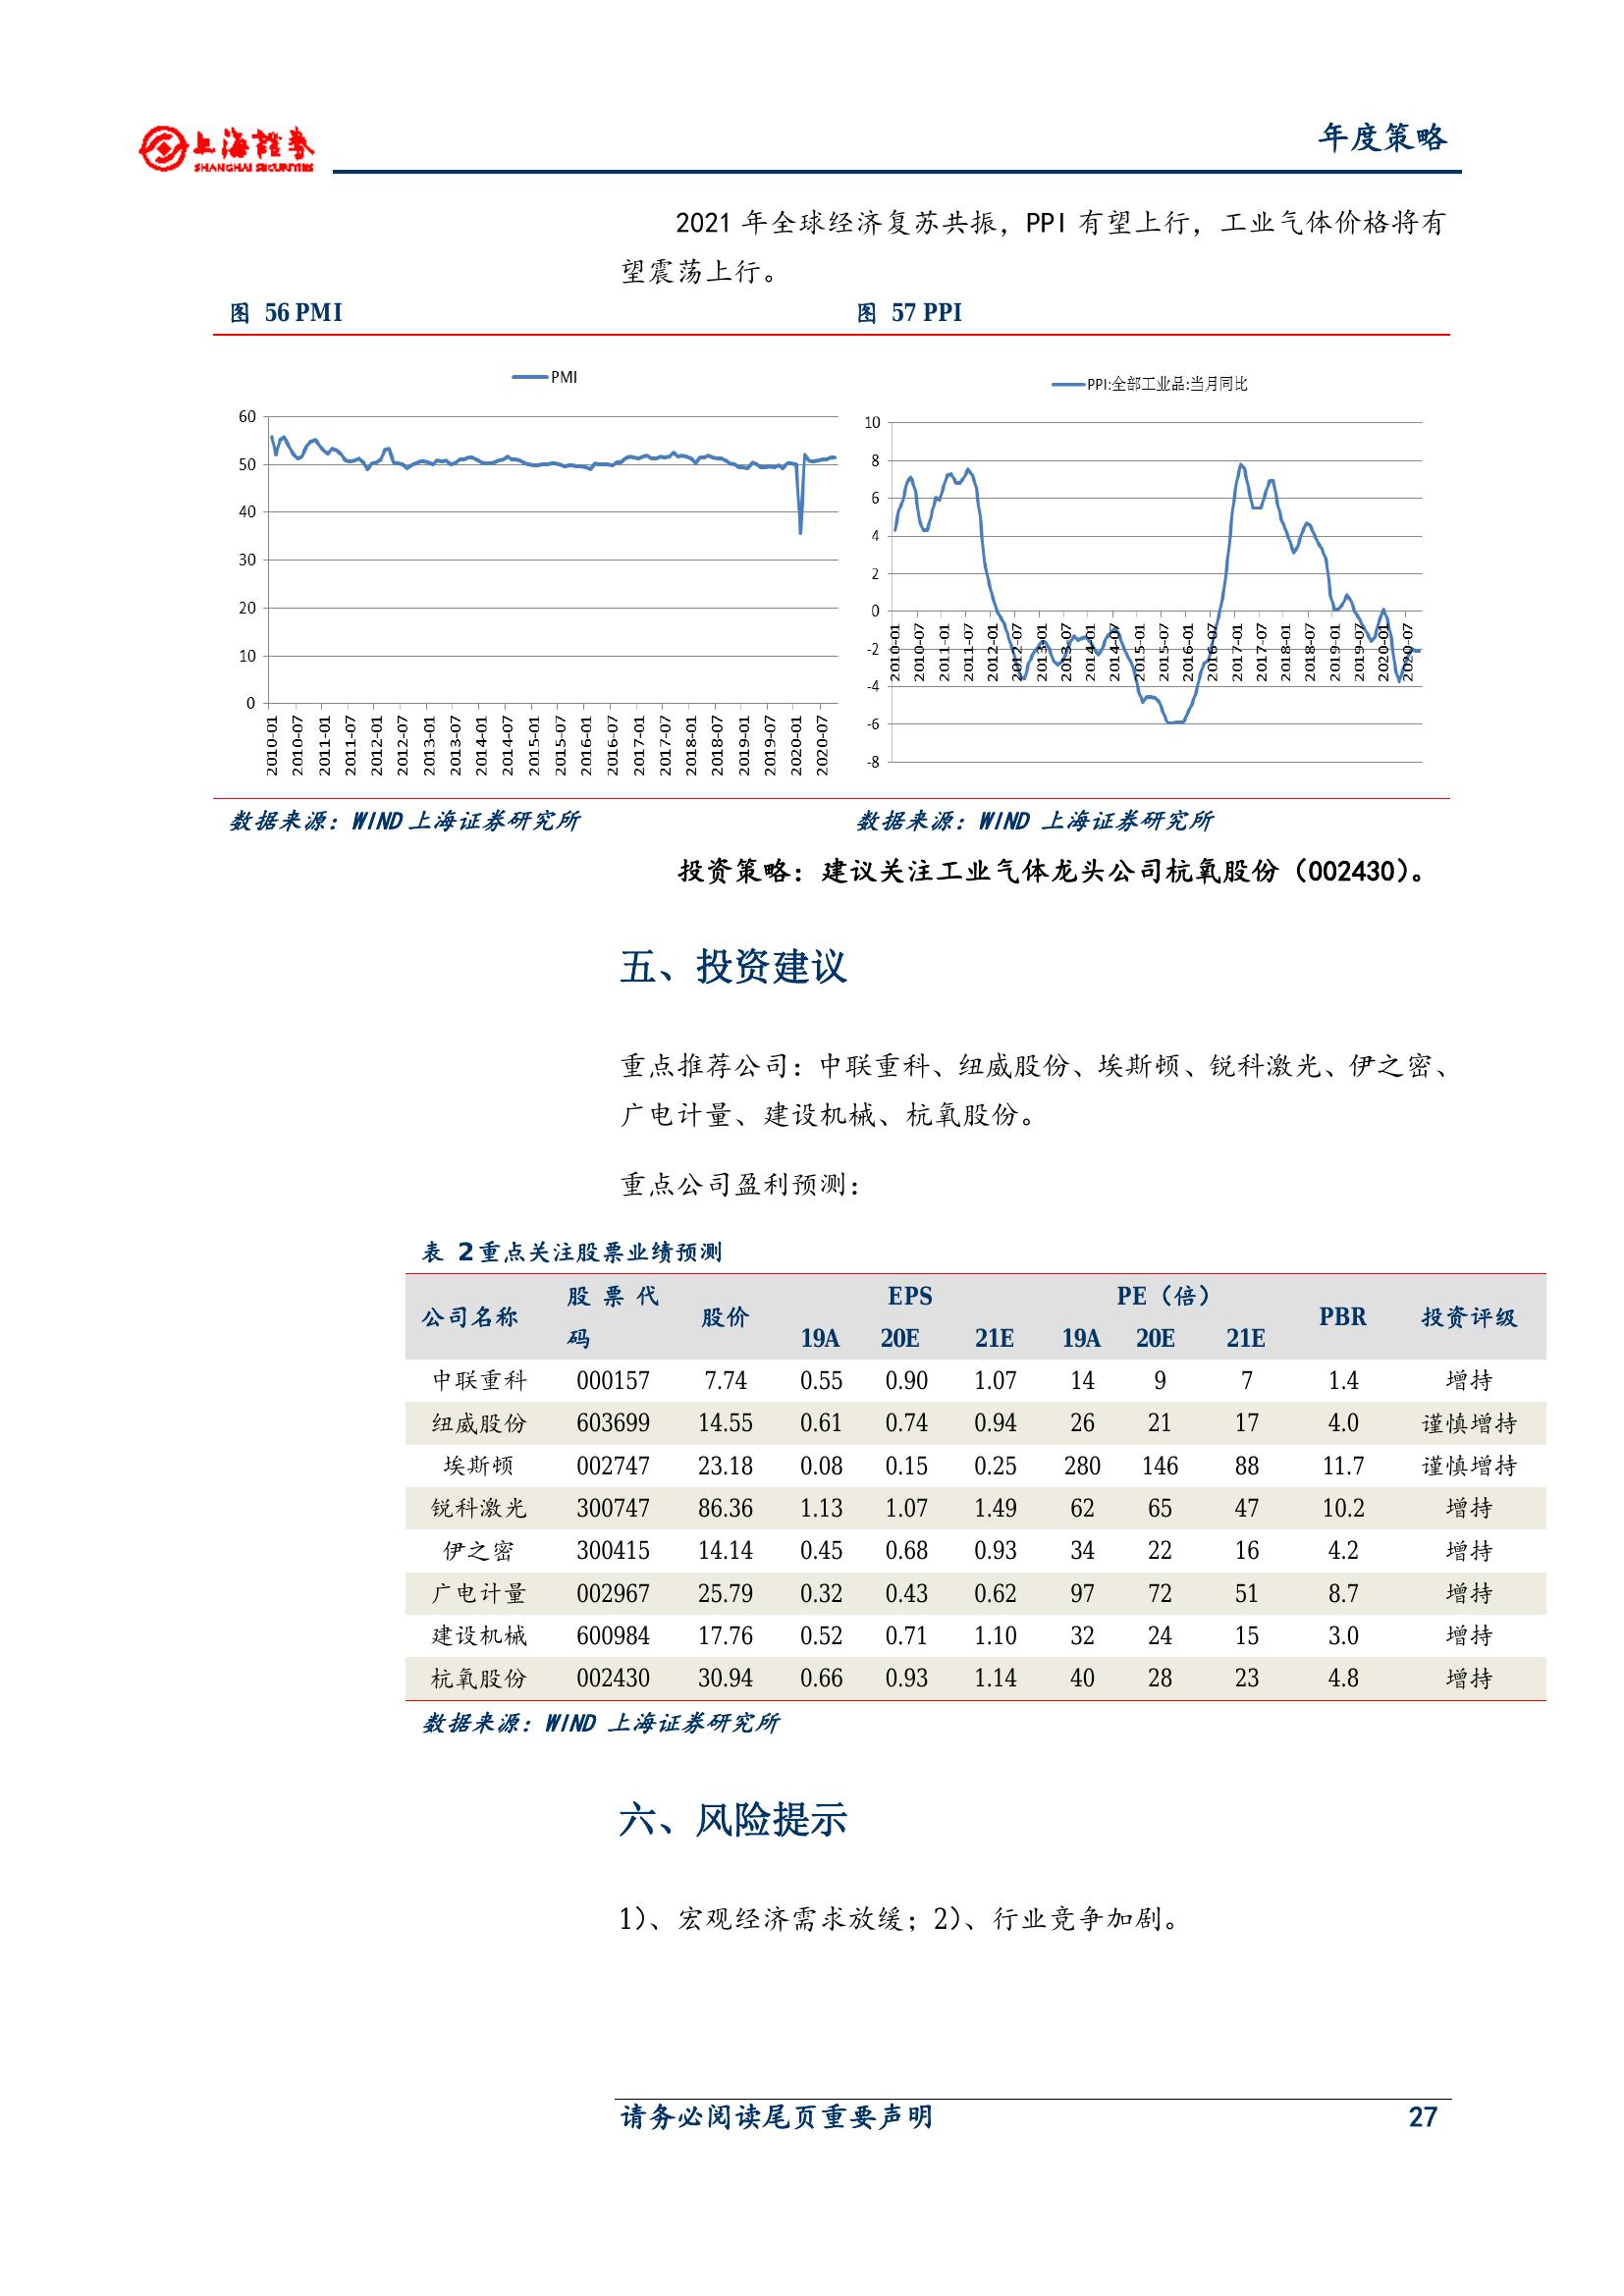 上海證券
SHANGHAI SECURITIES
年度策略
2021 年全球经济复苏共振，PPI 有望上行，工业气体价格将有
望震荡上行。
图 56 PMI
PMI
60
50
40
30
20
10
0
2010-01 2010-07 2011-01 2011-07 2012-01 2012-07 2013-01 2013-07 2014-01 2014-07 2015-01 2015-07 2016-01 2016-07 2017-01 2017-07 2018-01 2018-07 2019-01 2019-07 2020-01 2020-07
图 57 PPI
PPI:全部工业品:当月同比
10
8
6
4
2
0
-2
-4
-6
-8
2010-01 2010-07 2011-01 2011-07 2012-01 2012-07 2013-01 2013-07 2014-01 2014-07 2015-01 2015-07 2016-01 2016-07 2017-01 2017-07 2018-01 2018-07 2019-01 2019-07 2020-01 2020-07
数据来源：WIND 上海证券研究所
数据来源：WIND 上海证券研究所
投资策略：建议关注工业气体龙头公司杭氧股份（002430）。
五、投资建议
重点推荐公司：中联重科、纽威股份、埃斯顿、锐科激光、伊之密、
广电计量、建设机械、杭氧股份。
重点公司盈利预测：
表 2 重点关注股票业绩预测
公司名称 股票代码 股价 EPS PE（倍） PBR 投资评级
19A 20E 21E 19A 20E 21E
中联重科 000157 7.74 0.55 0.90 1.07 14 9 7 1.4 增持
纽威股份 603699 14.55 0.61 0.74 0.94 26 21 17 4.0 谨慎增持
埃斯顿 002747 23.18 0.08 0.15 0.25 280 146 88 11.7 谨慎增持
锐科激光 300747 86.36 1.13 1.07 1.49 62 65 47 10.2 增持
伊之密 300415 14.14 0.45 0.68 0.93 34 22 16 4.2 增持
广电计量 002967 25.79 0.32 0.43 0.62 97 72 51 8.7 增持
建设机械 600984 17.76 0.52 0.71 1.10 32 24 15 3.0 增持
杭氧股份 002430 30.94 0.66 0.93 1.14 40 28 23 4.8 增持
数据来源：WIND 上海证券研究所
六、风险提示
1）、宏观经济需求放缓；2）、行业竞争加剧。
请务必阅读尾页重要声明
27